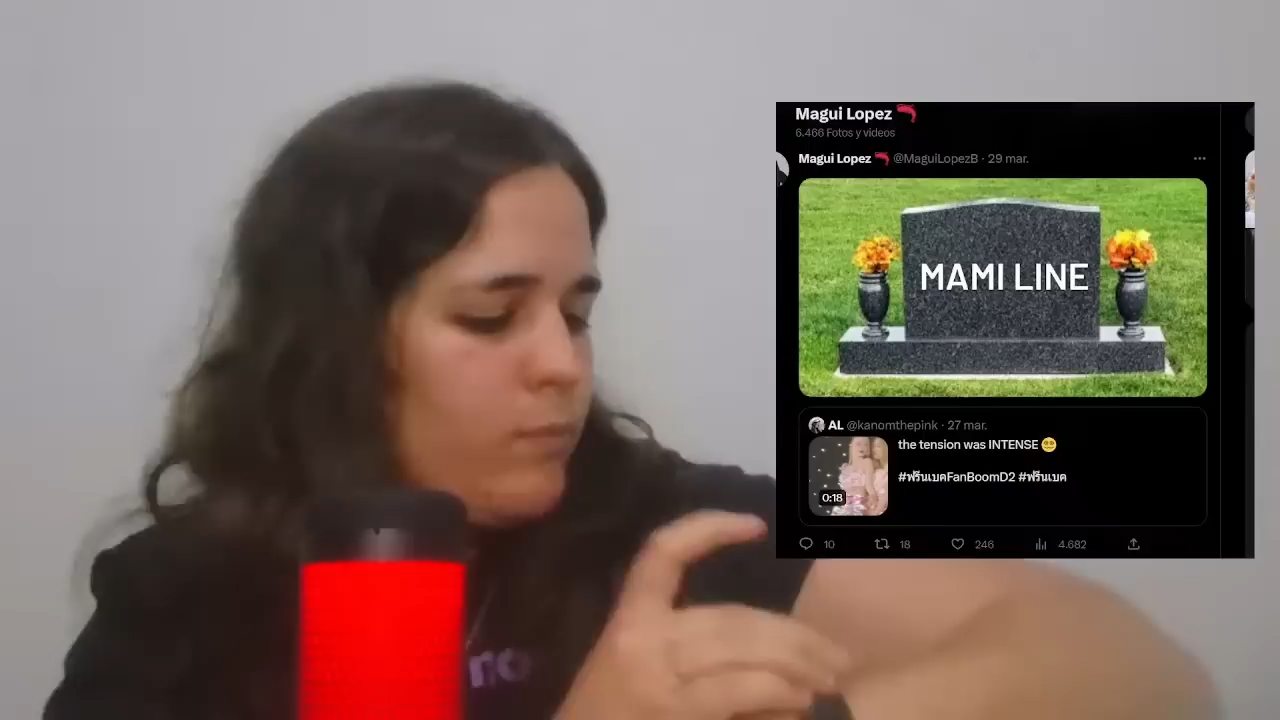 Magui Lopez
6.466 Fotos y videos
Magui Lopez @MaguiLopezB · 29 mar.
MAMI LINE
AL @kanomthepink · 27 mar.
the tension was INTENSE
#ฟรีนเบคFanBoomD2 #ฟรีนเบค
0:18
10 18 246 4.682
no